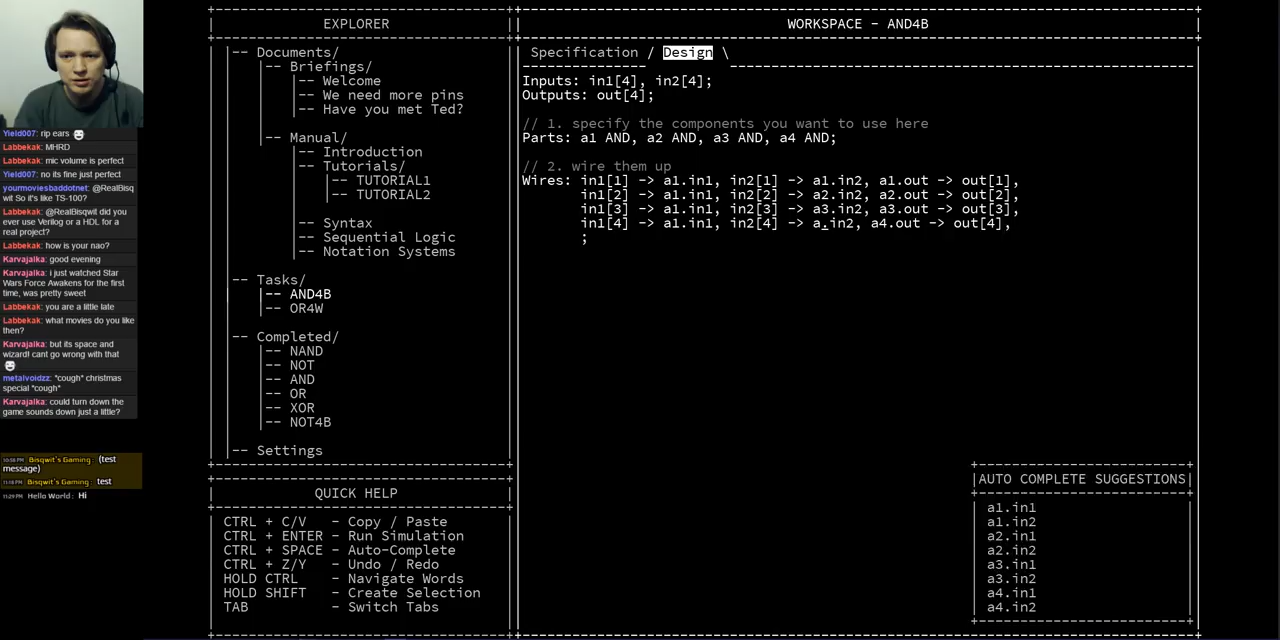 Yield007: rip ears
Labbekak: MHRD
Labbekak: mic volume is perfect
Yield007: no its fine just perfect
yourmoviesbaddotnet: @RealBisq
wit So it's like TS-100?
Labbekak: @RealBisqwit did you
ever use Verilog or a HDL for a
real project?
Labbekak: how is your nao?
Karvajalka: good evening
Karvajalka: i just watched Star
Wars Force Awakens for the first
time, was pretty sweet
Labbekak: you are a little late
Labbekak: what movies do you like
then?
Karvajalka: but its space and
wizard! cant go wrong with that
metalvoidzz: "cough" christmas
special "cough"
Karvajalka: could turn down the
game sounds down just a little?
10:58 PM Bisqwit's Gaming: (test
message)
11:18 PM Bisqwit's Gaming: test
11:29 PM Hello World: Hi
EXPLORER
|-- Documents/
|-- Briefings/
|-- Welcome
|-- We need more pins
|-- Have you met Ted?
|-- Manual/
|-- Introduction
|-- Tutorials/
|-- TUTORIAL1
|-- TUTORIAL2
|-- Syntax
|-- Sequential Logic
|-- Notation Systems
|-- Tasks/
|-- AND4B
|-- OR4W
|-- Completed/
|-- NAND
|-- NOT
|-- AND
|-- OR
|-- XOR
|-- NOT4B
|-- Settings
QUICK HELP
CTRL + C/V - Copy / Paste
CTRL + ENTER - Run Simulation
CTRL + SPACE - Auto-Complete
CTRL + Z/Y - Undo / Redo
HOLD CTRL - Navigate Words
HOLD SHIFT - Create Selection
TAB - Switch Tabs
WORKSPACE - AND4B
Specification / Design \
Inputs: in1[4], in2[4];
Outputs: out[4];
// 1. specify the components you want to use here
Parts: a1 AND, a2 AND, a3 AND, a4 AND;
// 2. wire them up
Wires: in1[1] -> a1.in1, in2[1] -> a1.in2, a1.out -> out[1],
in1[2] -> a1.in1, in2[2] -> a2.in2, a2.out -> out[2],
in1[3] -> a1.in1, in2[3] -> a3.in2, a3.out -> out[3],
in1[4] -> a1.in1, in2[4] -> a.in2, a4.out -> out[4],
;
AUTO COMPLETE SUGGESTIONS
a1.in1
a1.in2
a2.in1
a2.in2
a3.in1
a3.in2
a4.in1
a4.in2